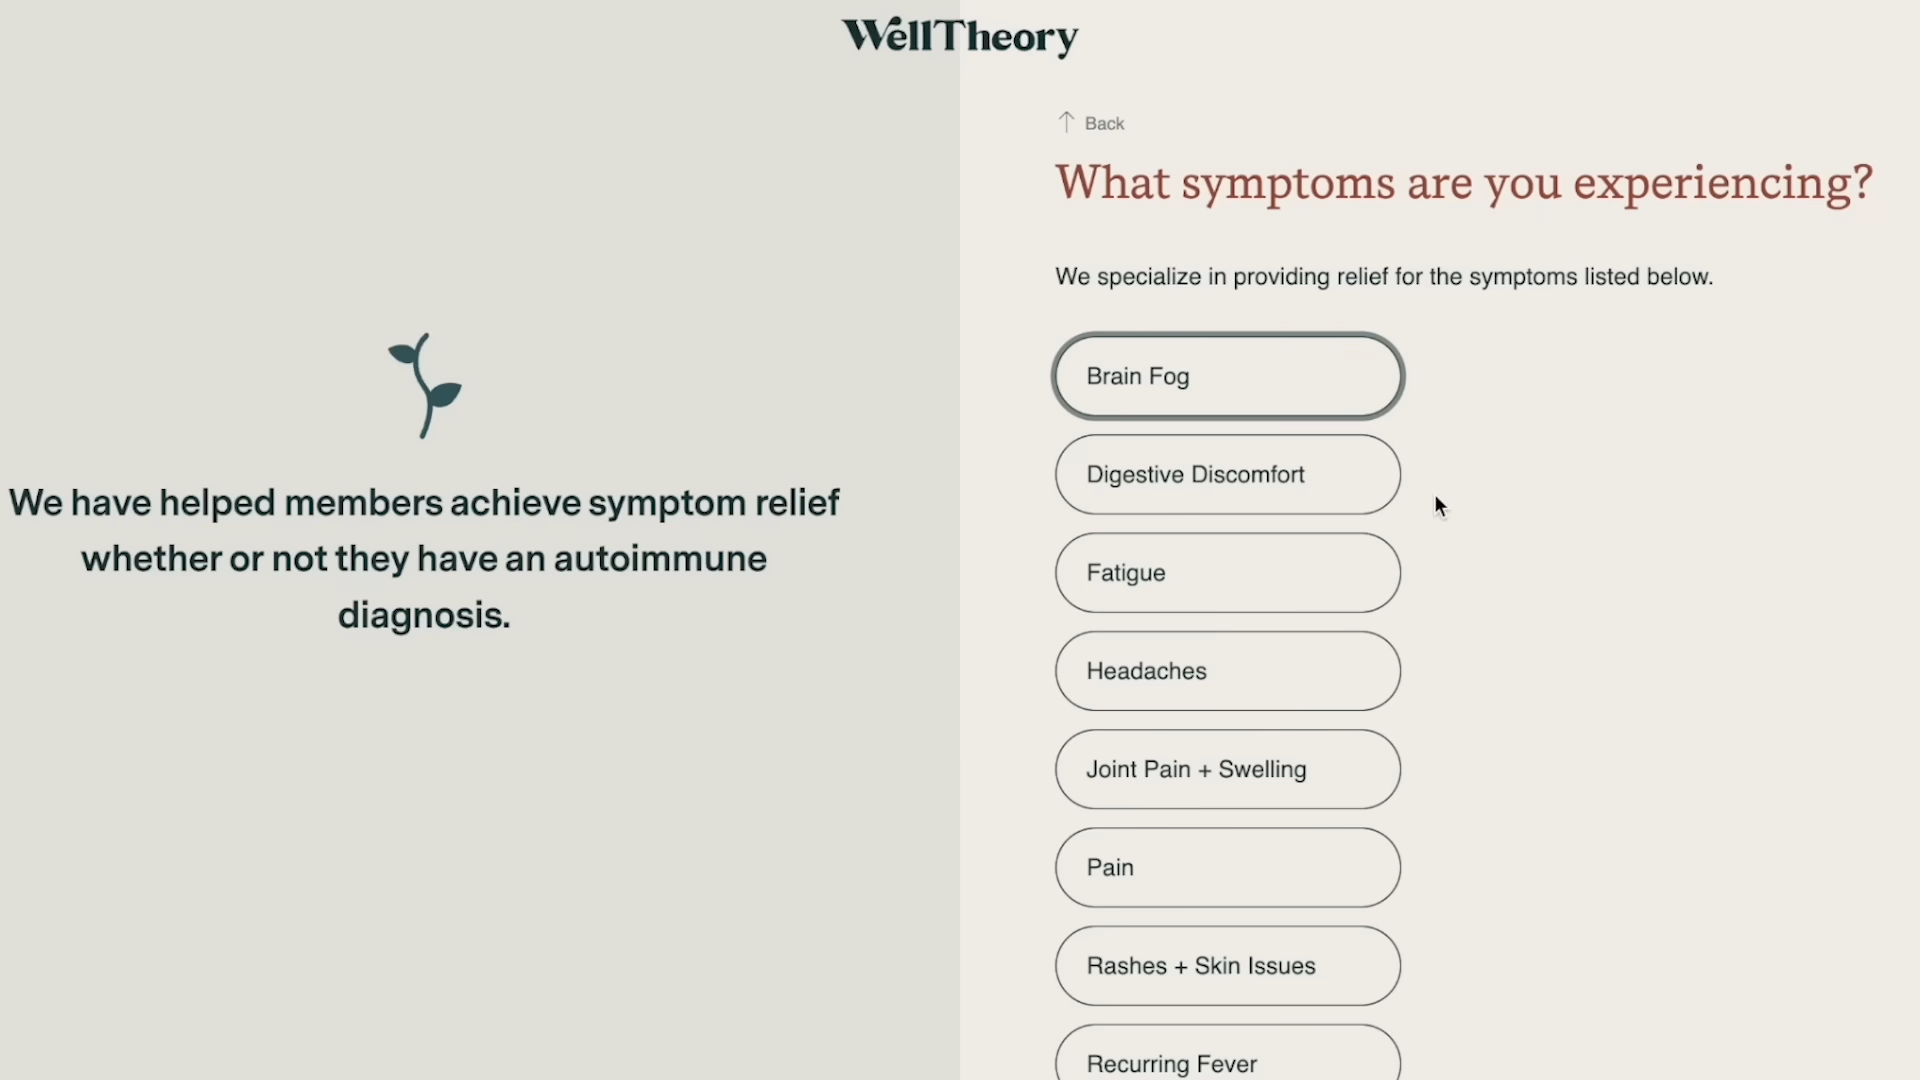 WellTheory
We have helped members achieve symptom relief
whether or not they have an autoimmune
diagnosis.
Back
What symptoms are you experiencing?
We specialize in providing relief for the symptoms listed below.
Brain Fog
Digestive Discomfort
Fatigue
Headaches
Joint Pain + Swelling
Pain
Rashes + Skin Issues
Recurring Fever